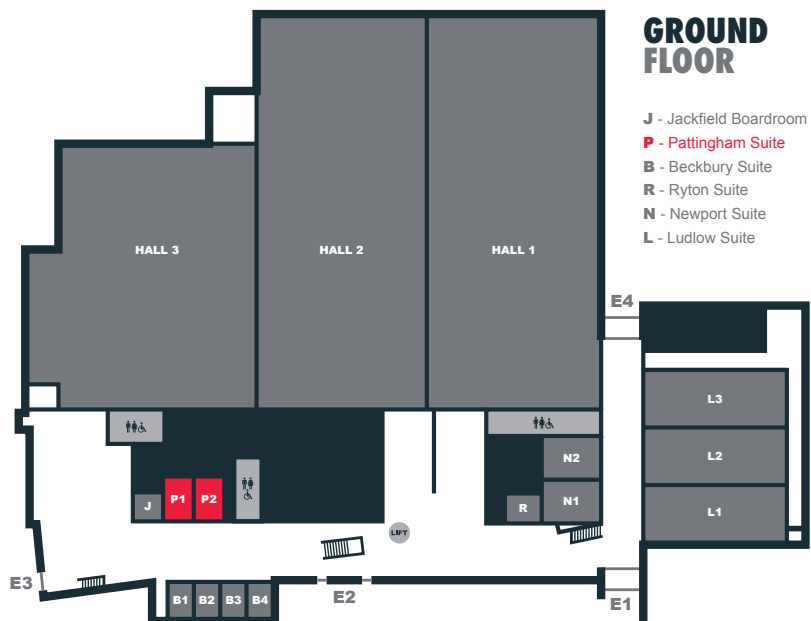 GROUND
FLOOR
J - Jackfield Boardroom
P - Pattingham Suite
B - Beckbury Suite
R - Ryton Suite
N - Newport Suite
L - Ludlow Suite
HALL 3
HALL 2
HALL 1
E4
L3
L2
L1
N2
N1
R
J
P1
P2
LIFT
E3
B1
B2
B3
B4
E2
E1